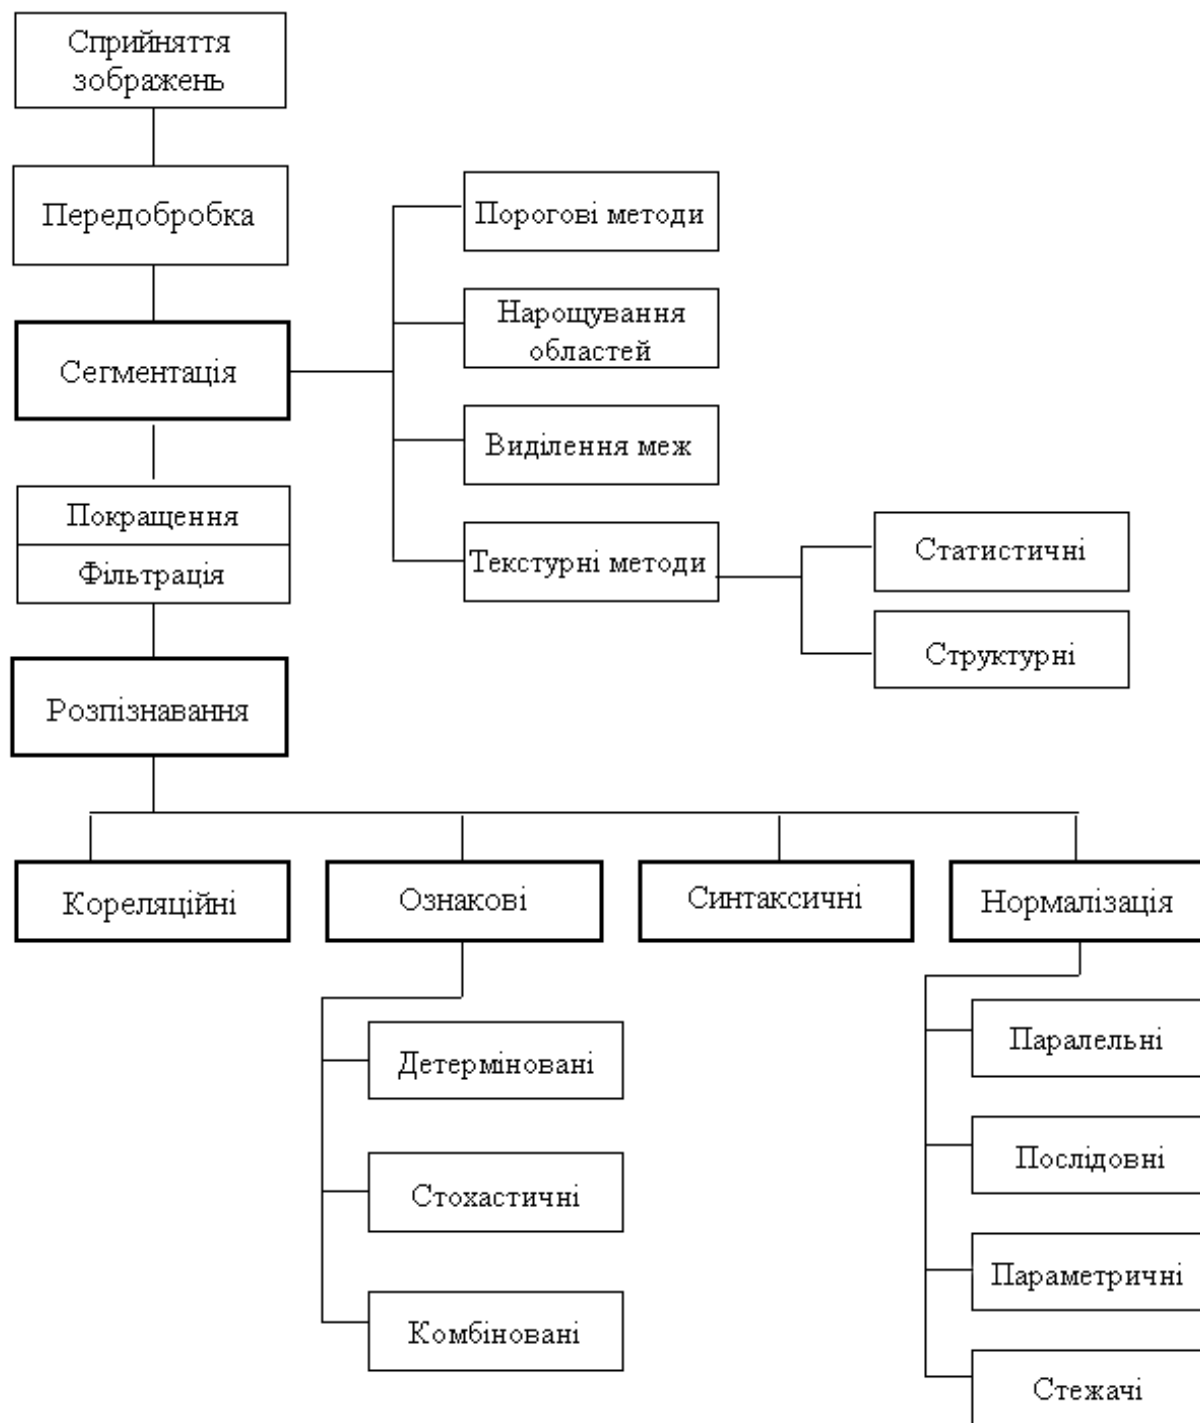 Сприйняття
зображень
Передобробка
Сегментація
Порогові методи
Нарощування
областей
Виділення меж
Текстурні методи
Статистичні
Структурні
Покращення
Фільтрація
Розпізнавання
Кореляційні
Ознакові
Синтаксичні
Нормалізація
Детерміновані
Стохастичні
Комбіновані
Паралельні
Послідовні
Параметричні
Стежачі